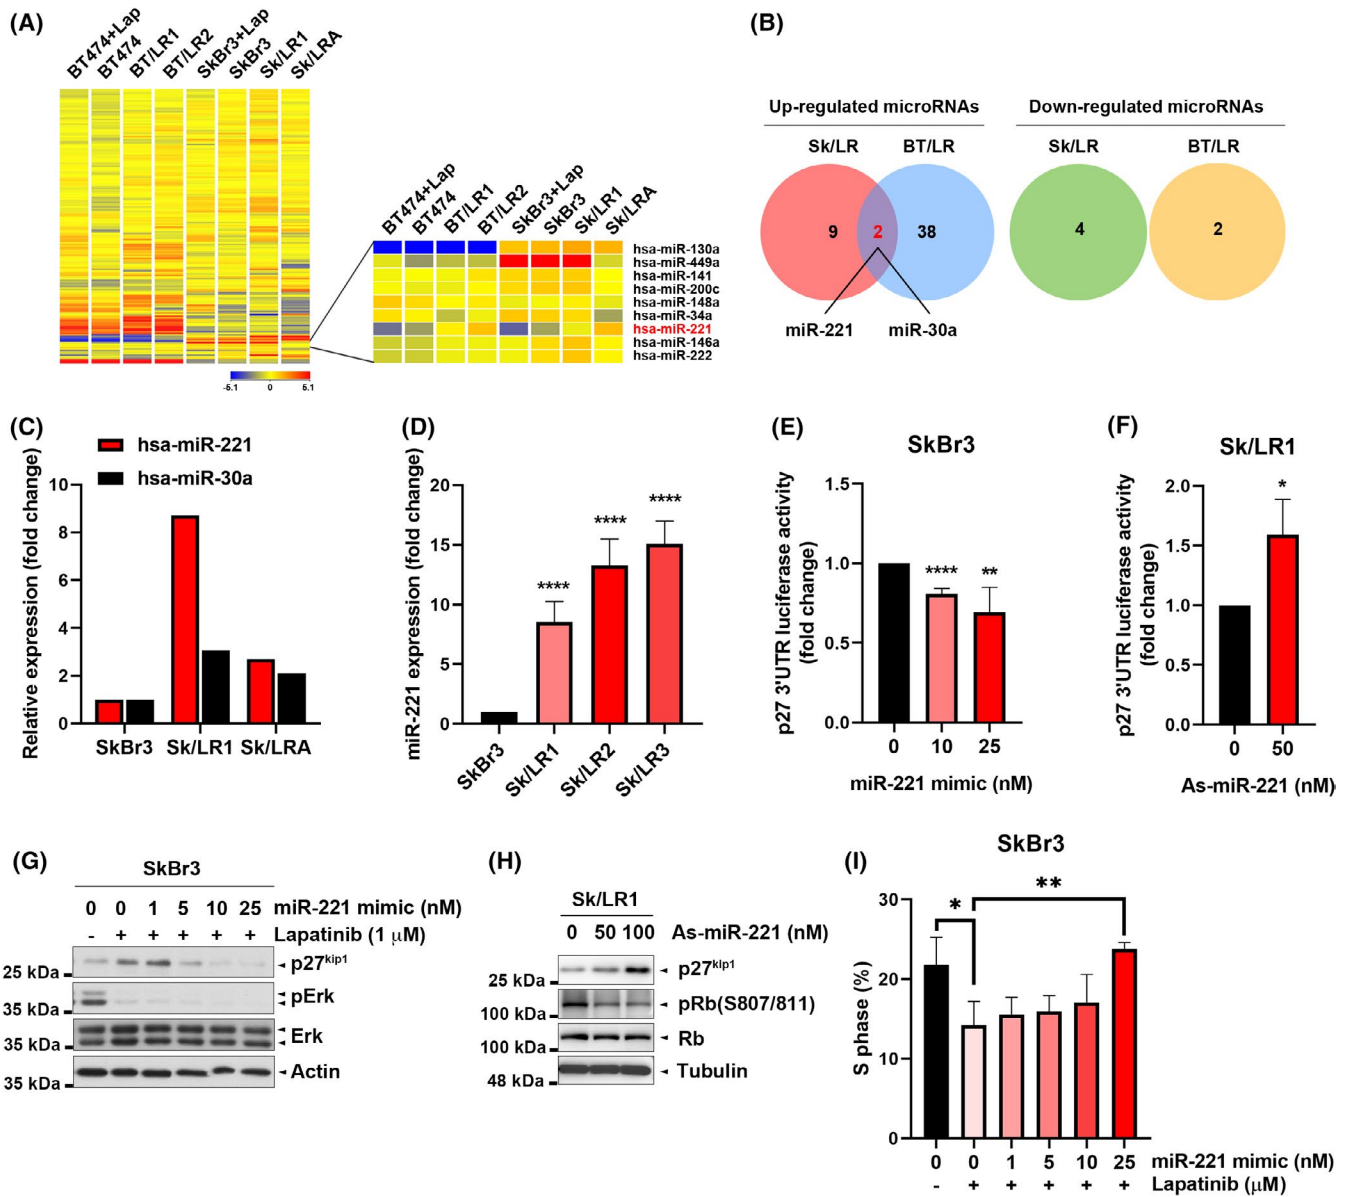 (A)
BT474+Lap
BT474
BT/LR1
BT/LR2
SkBr3+Lap
SkBr3
Sk/LR1
Sk/LRA
-5.1 0 5.1
BT474+Lap
BT474
BT/LR1
BT/LR2
SkBr3+Lap
SkBr3
Sk/LR1
Sk/LRA
hsa-miR-130a
hsa-miR-449a
hsa-miR-141
hsa-miR-200c
hsa-miR-148a
hsa-miR-34a
hsa-miR-221
hsa-miR-146a
hsa-miR-222
(B)
Up-regulated microRNAs
Down-regulated microRNAs
Sk/LR BT/LR
Sk/LR BT/LR
9 2 38
4 2
miR-221 miR-30a
(C)
hsa-miR-221
hsa-miR-30a
Relative expression (fold change)
10
8
6
4
2
0
SkBr3 Sk/LR1 Sk/LRA
(D)
miR-221 expression (fold change)
20
15
10
5
0
**** **** ****
SkBr3
Sk/LR1
Sk/LR2
Sk/LR3
(E)
SkBr3
p27 3'UTR luciferase activity
(fold change)
1.5
1.0
0.5
0.0
**** **
0 10 25
miR-221 mimic (nM)
(F)
Sk/LR1
p27 3'UTR luciferase activity
(fold change)
2.0
1.5
1.0
0.5
0.0
*
0 50
As-miR-221 (nM)
(G)
SkBr3
0 0 1 5 10 25 miR-221 mimic (nM)
- + + + + + Lapatinib (1 μM)
25 kDa p27kip1
35 kDa pErk
35 kDa Erk
35 kDa Actin
(H)
Sk/LR1
0 50 100 As-miR-221 (nM)
25 kDa p27kip1
100 kDa pRb(S807/811)
100 kDa Rb
48 kDa Tubulin
(I)
SkBr3
S phase (%)
30
20
10
0
* **
0 0 1 5 10 25 miR-221 mimic (nM)
- + + + + + Lapatinib (μM)